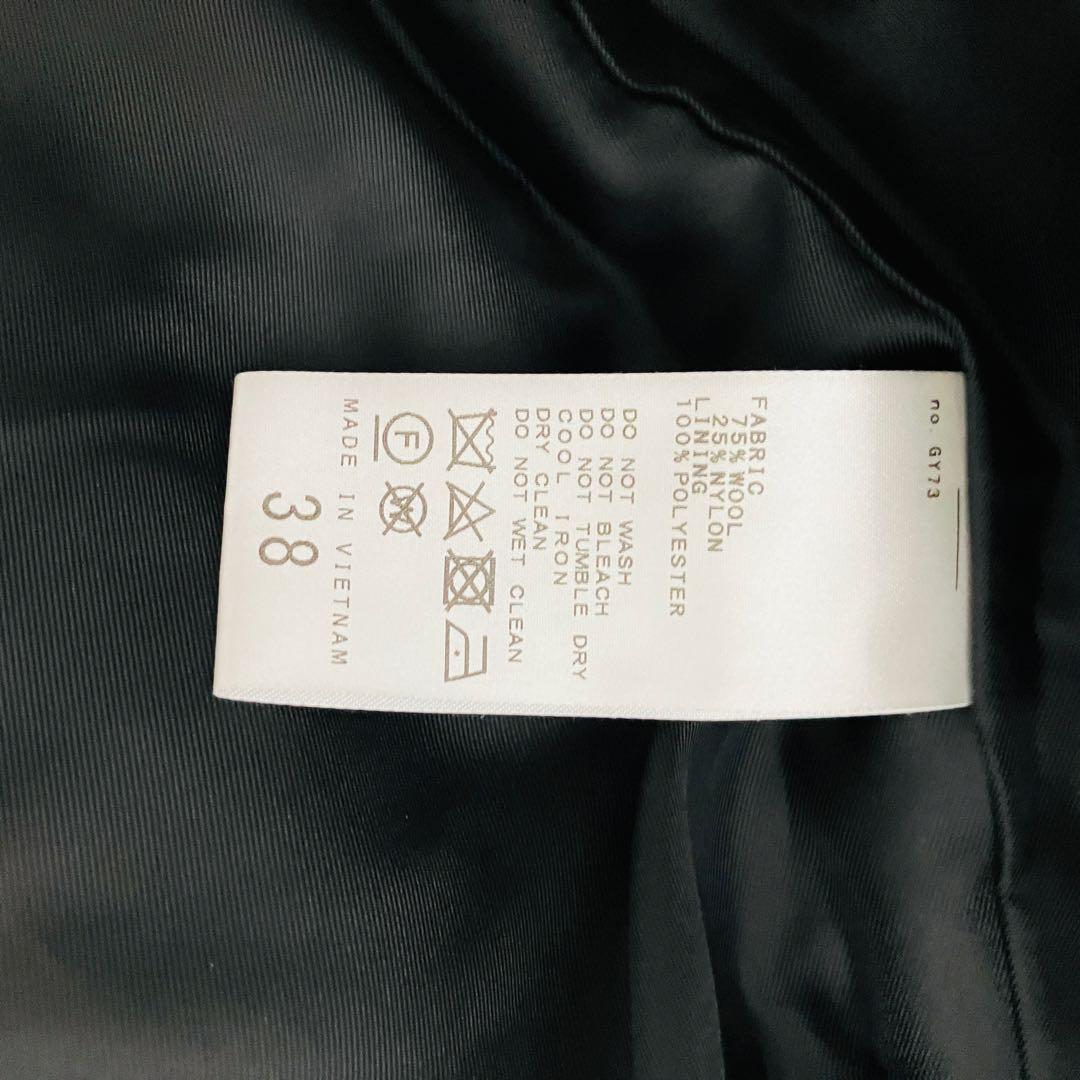 no. GY73
FABRIC
75% WOOL
25% NYLON
LINING
100% POLYESTER
DO NOT WASH
DO NOT BLEACH
DO NOT TUMBLE DRY
COOL IRON
DRY CLEAN
DO NOT WET CLEAN
F W
MADE IN VIETNAM
38